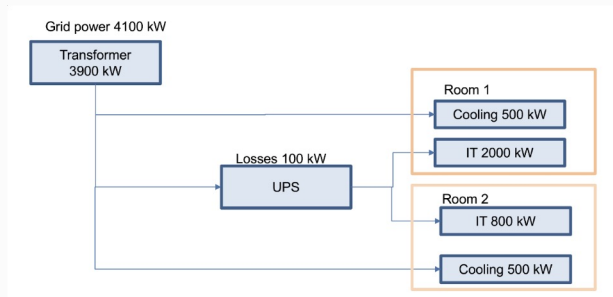 Grid power 4100 kW
Transformer
3900 kW
Room 1
Cooling 500 kW
IT 2000 kW
Losses 100 kW
UPS
Room 2
IT 800 kW
Cooling 500 kW